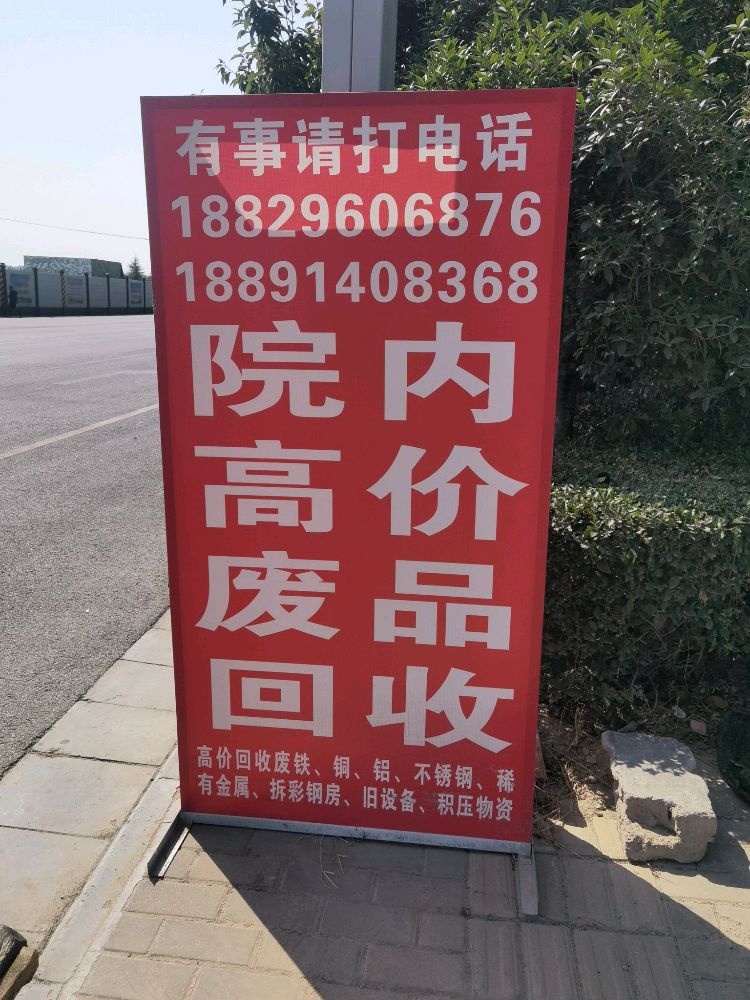 有事请打电话
18829606876
18891408368
院内
高价
废品
回收
高价回收废铁、铜、铝、不锈钢、稀
有金属、拆彩钢房、旧设备、积压物资